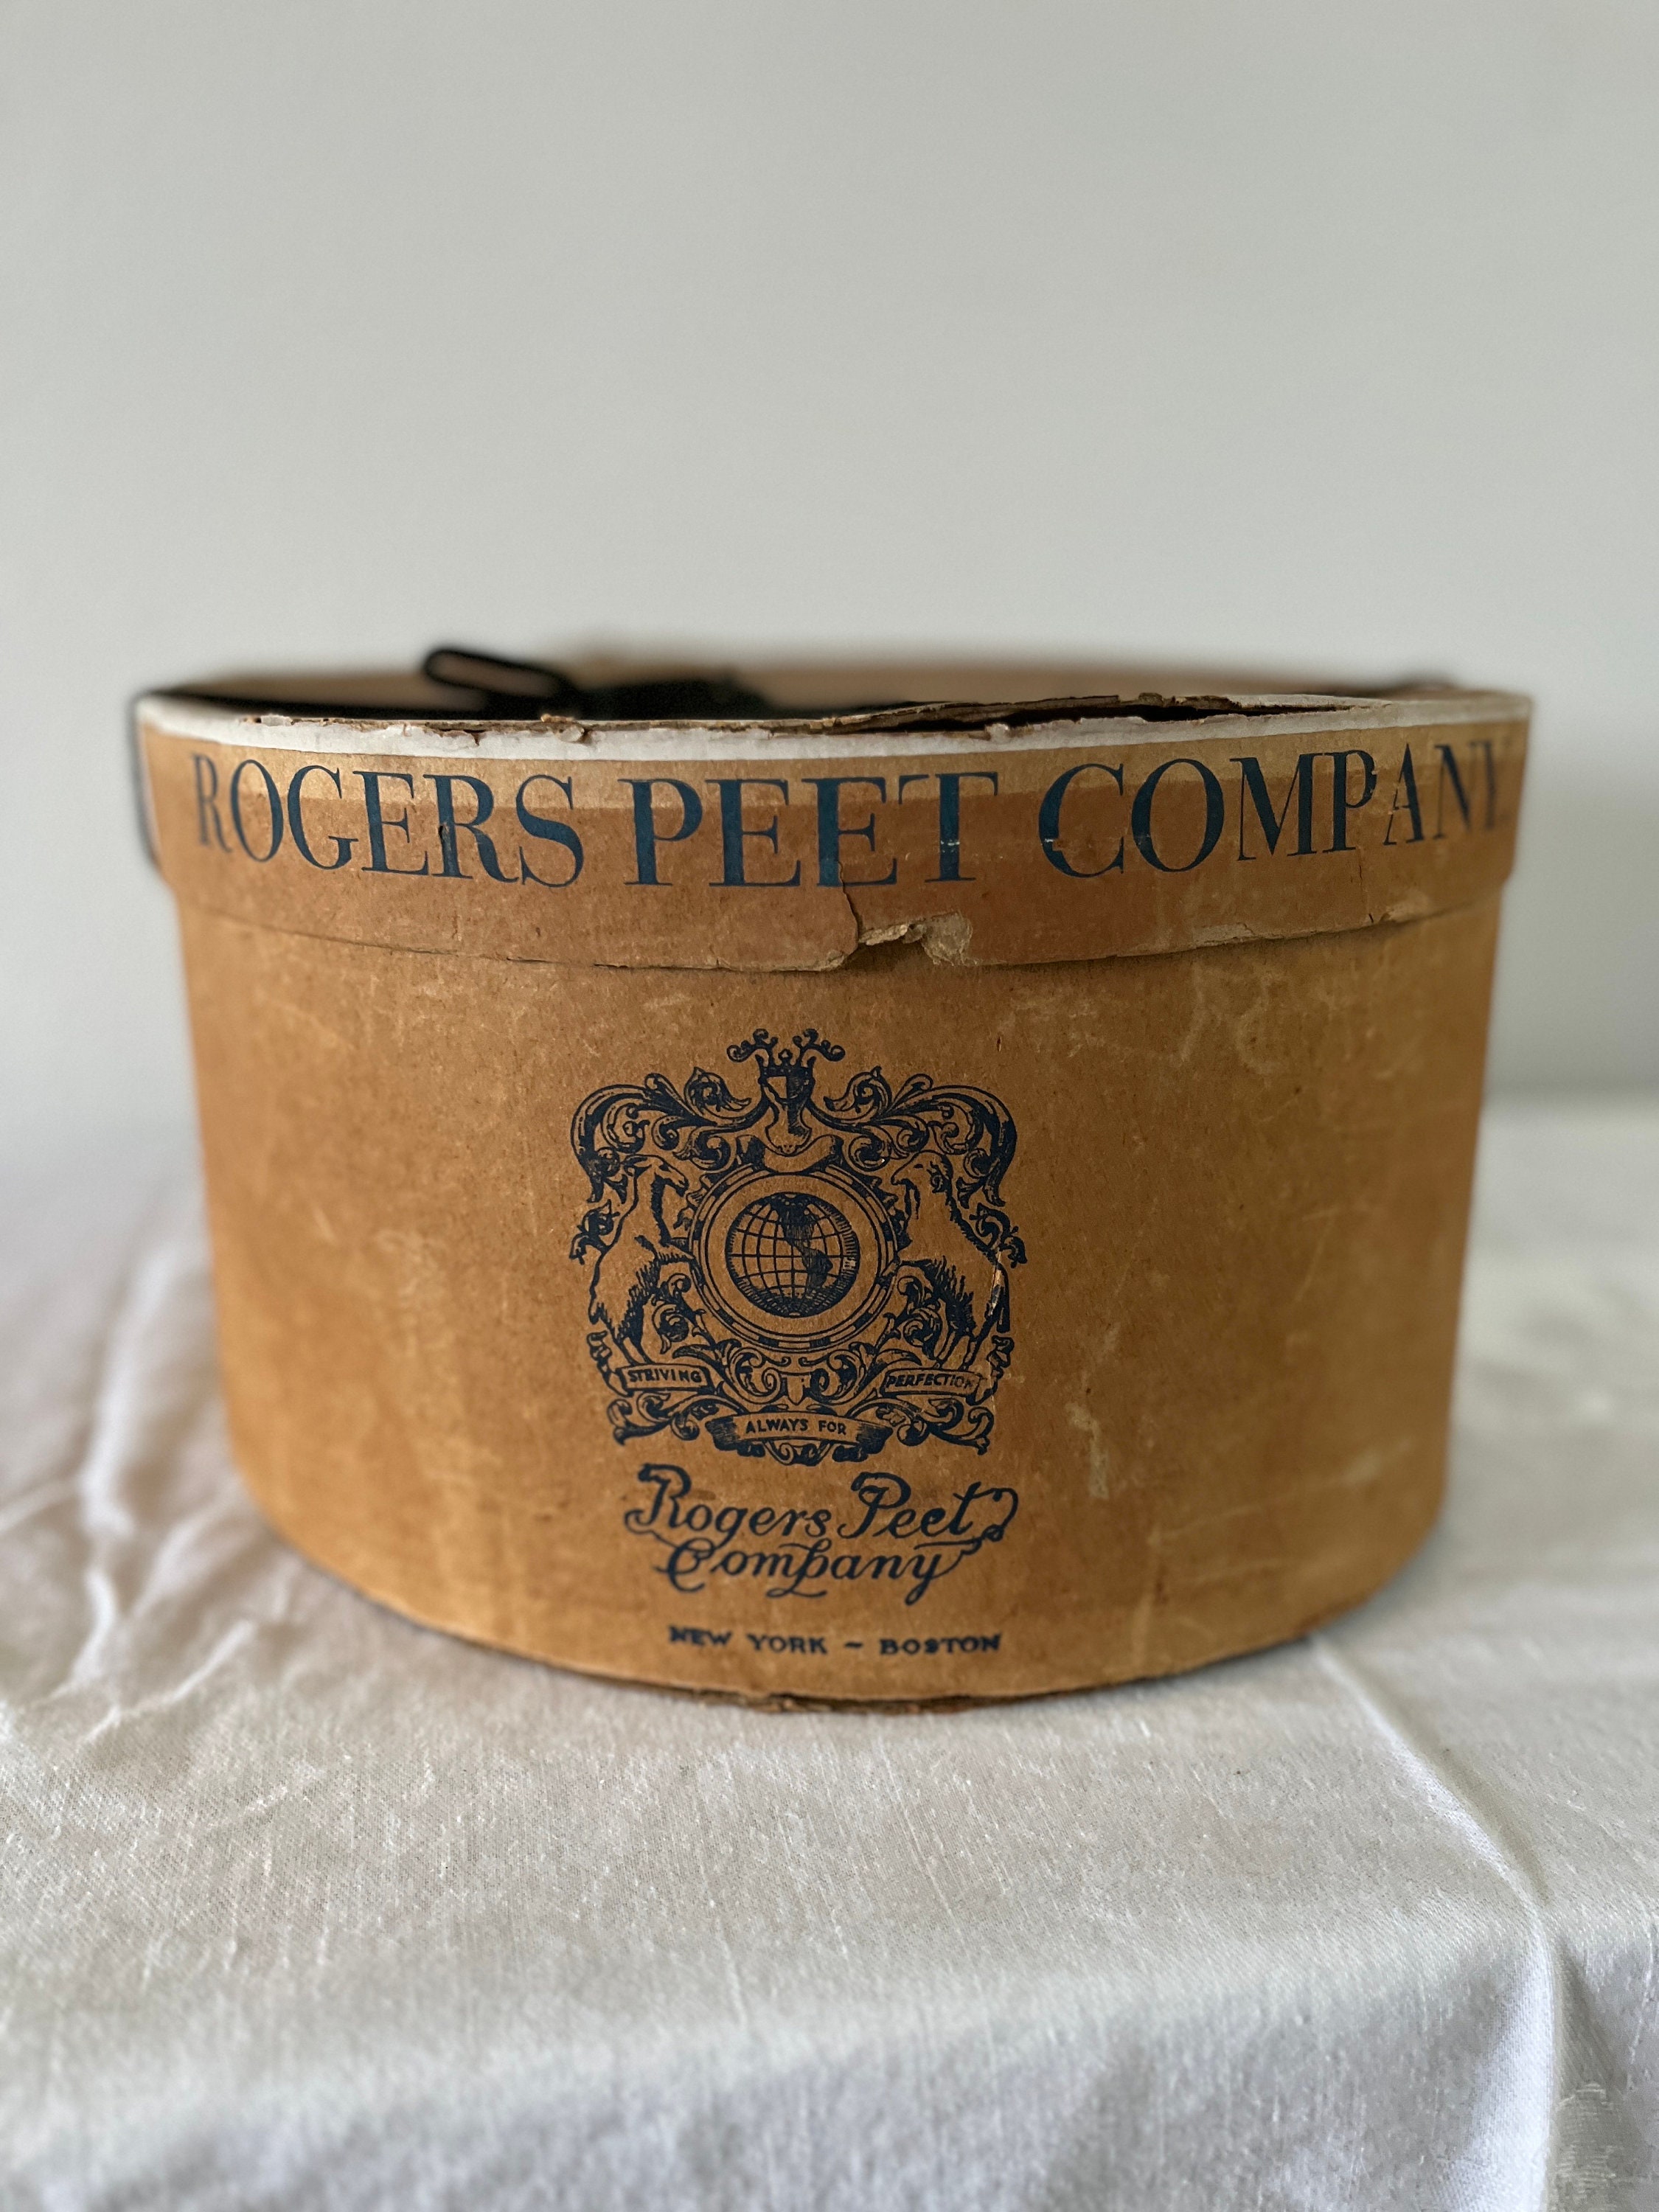 ROGERS PEET COMPANY
STRIVING
ALWAYS FOR
PERFECTION
Rogers Peet
Company
NEW YORK ~ BOSTON